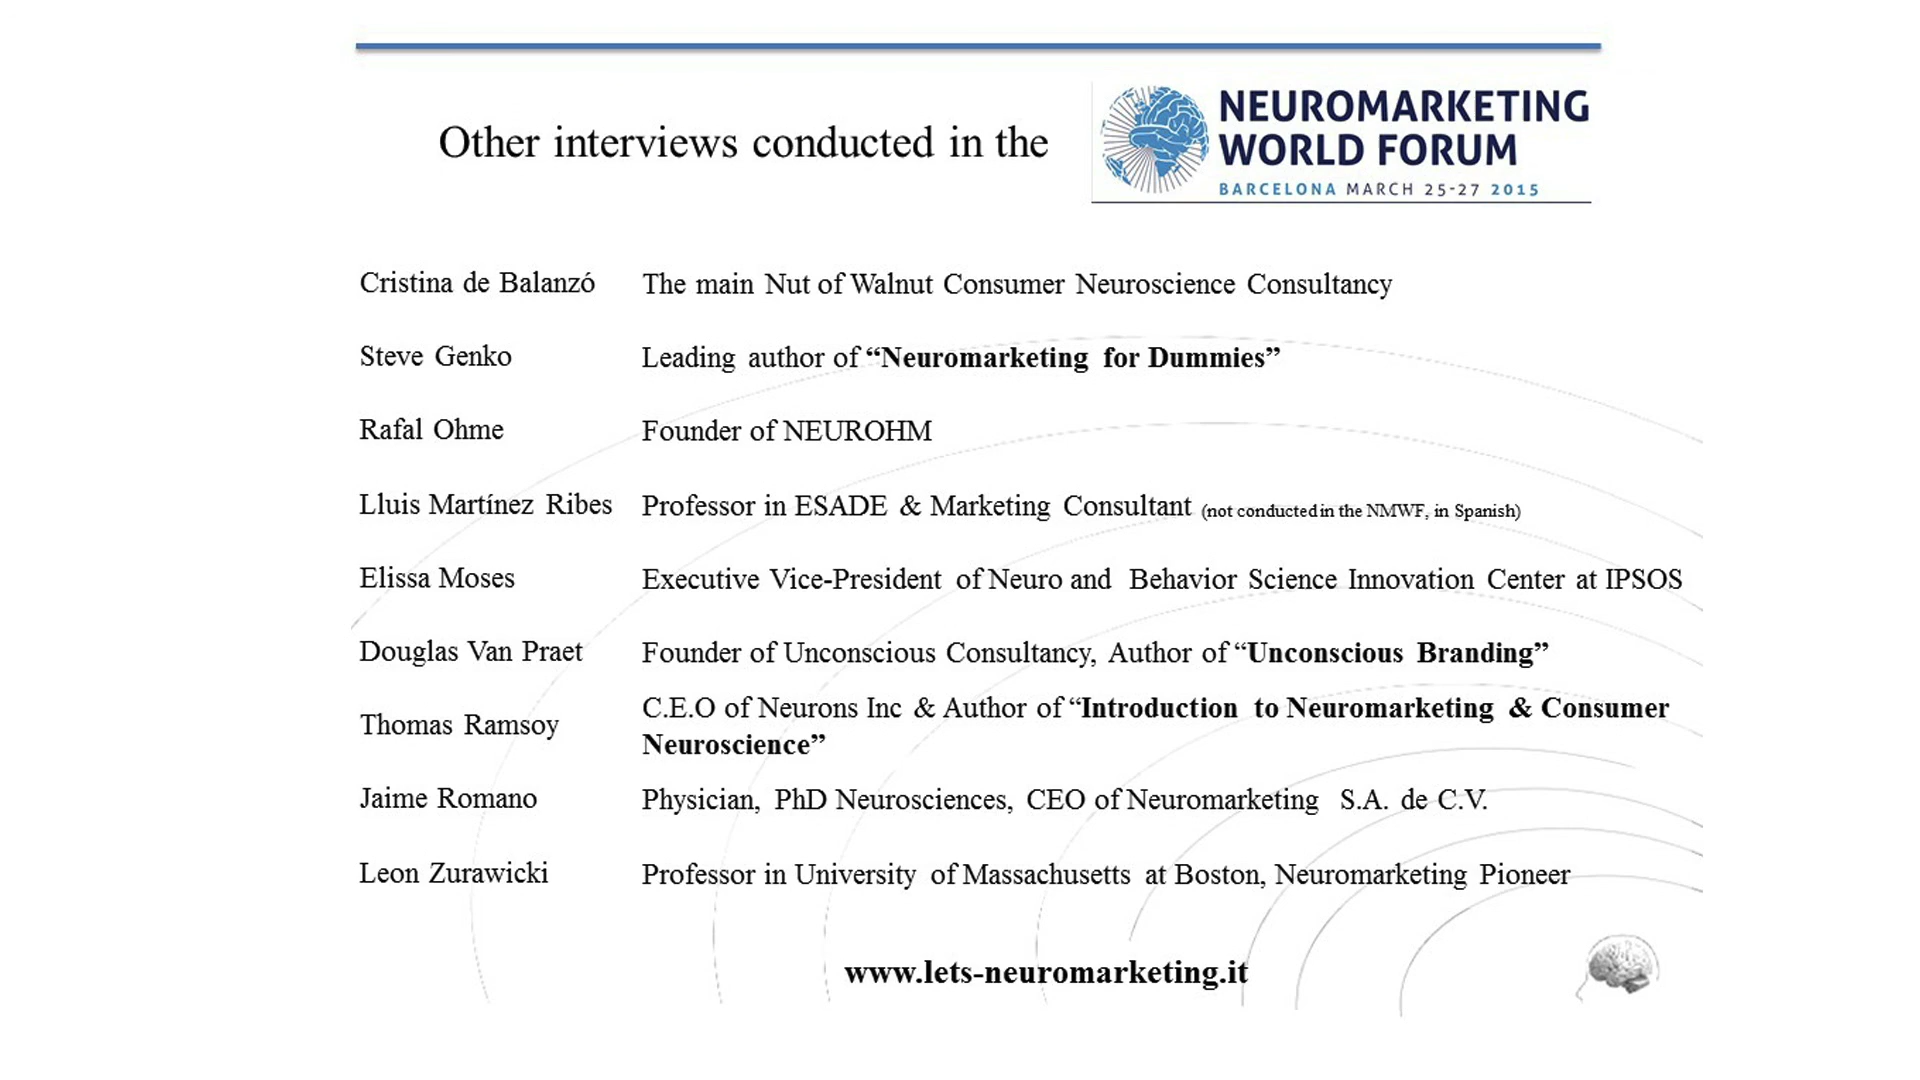 Other interviews conducted in the
NEUROMARKETING
WORLD FORUM
BARCELONA MARCH 25-27 2015
Cristina de Balanzó The main Nut of Walnut Consumer Neuroscience Consultancy
Steve Genko Leading author of “Neuromarketing for Dummies”
Rafal Ohme Founder of NEUROHM
Lluis Martínez Ribes Professor in ESADE & Marketing Consultant (not conducted in the NMWF, in Spanish)
Elissa Moses Executive Vice-President of Neuro and Behavior Science Innovation Center at IPSOS
Douglas Van Praet Founder of Unconscious Consultancy, Author of “Unconscious Branding”
Thomas Ramsoy C.E.O of Neurons Inc & Author of “Introduction to Neuromarketing & Consumer
Neuroscience”
Jaime Romano Physician, PhD Neurosciences, CEO of Neuromarketing S.A. de C.V.
Leon Zurawicki Professor in University of Massachusetts at Boston, Neuromarketing Pioneer
www.lets-neuromarketing.it